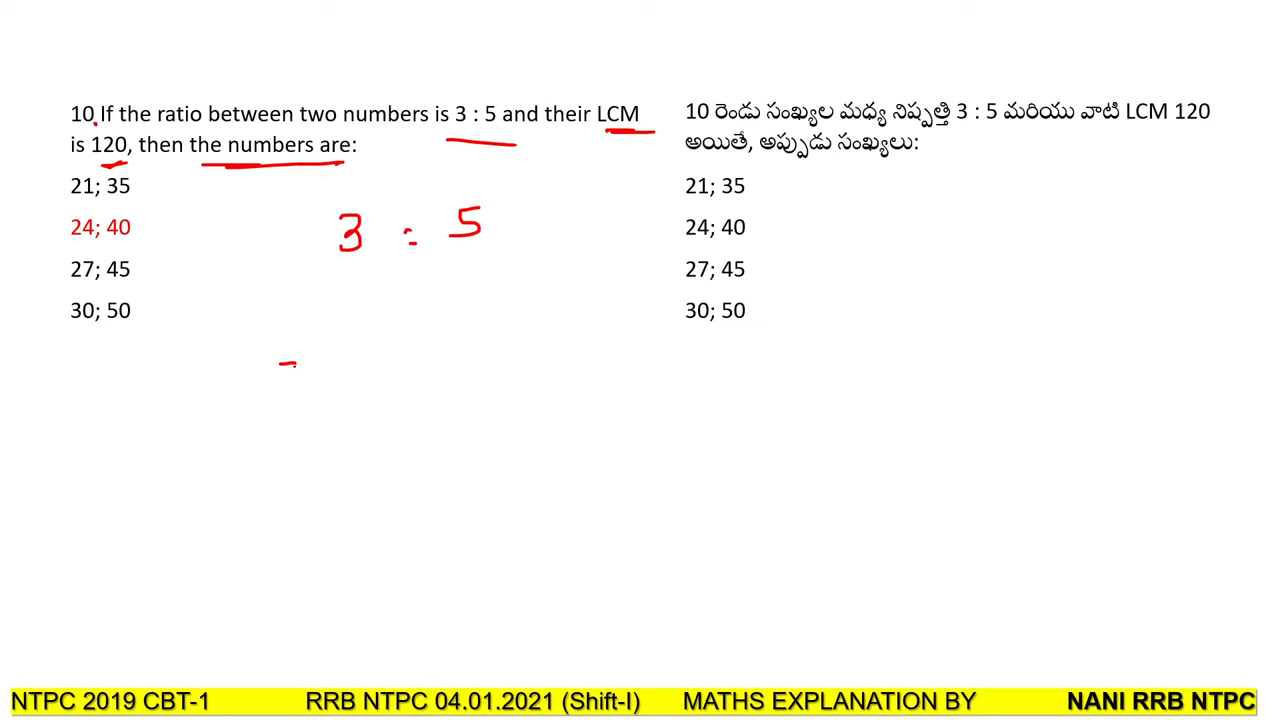 10.If the ratio between two numbers is 3 : 5 and their LCM
is 120, then the numbers are:
21; 35
24; 40
27; 45
30; 50
3 : 5
10 రెండు సంఖ్యల మధ్య నిష్పత్తి 3 : 5 మరియు వాటి LCM 120
అయితే, అప్పుడు సంఖ్యలు:
21; 35
24; 40
27; 45
30; 50
NTPC 2019 CBT-1 RRB NTPC 04.01.2021 (Shift-I) MATHS EXPLANATION BY NANI RRB NTPC